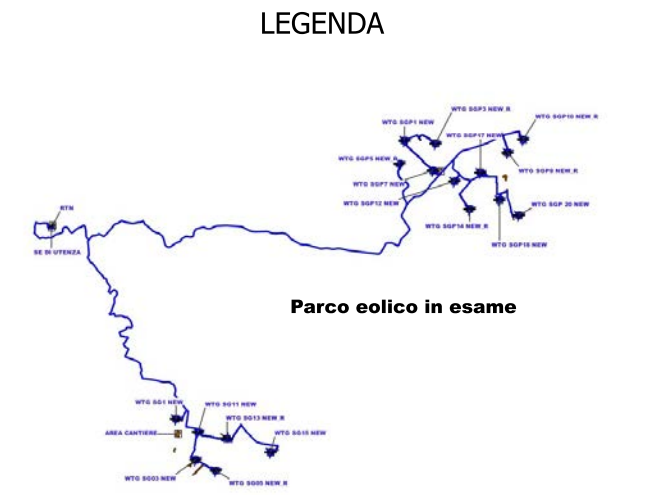 LEGENDA
WTG SGP3 NEW_R
WTG SGP1 NEW
WTG SGP10 NEW_R
WTG SGP17 NEW
WTG SGP5 NEW_R
WTG SGP9 NEW_R
WTG SGP7 NEW
WTG SGP12 NEW
WTG SGP 20 NEW
RTN
WTG SGP14 NEW_R
WTG SGP18 NEW
SE DI UTENZA
Parco eolico in esame
WTG SG1 NEW
WTG SG11 NEW
WTG SG13 NEW_R
AREA CANTIERE
WTG SG15 NEW
WTG SG03 NEW
WTG SG05 NEW_R